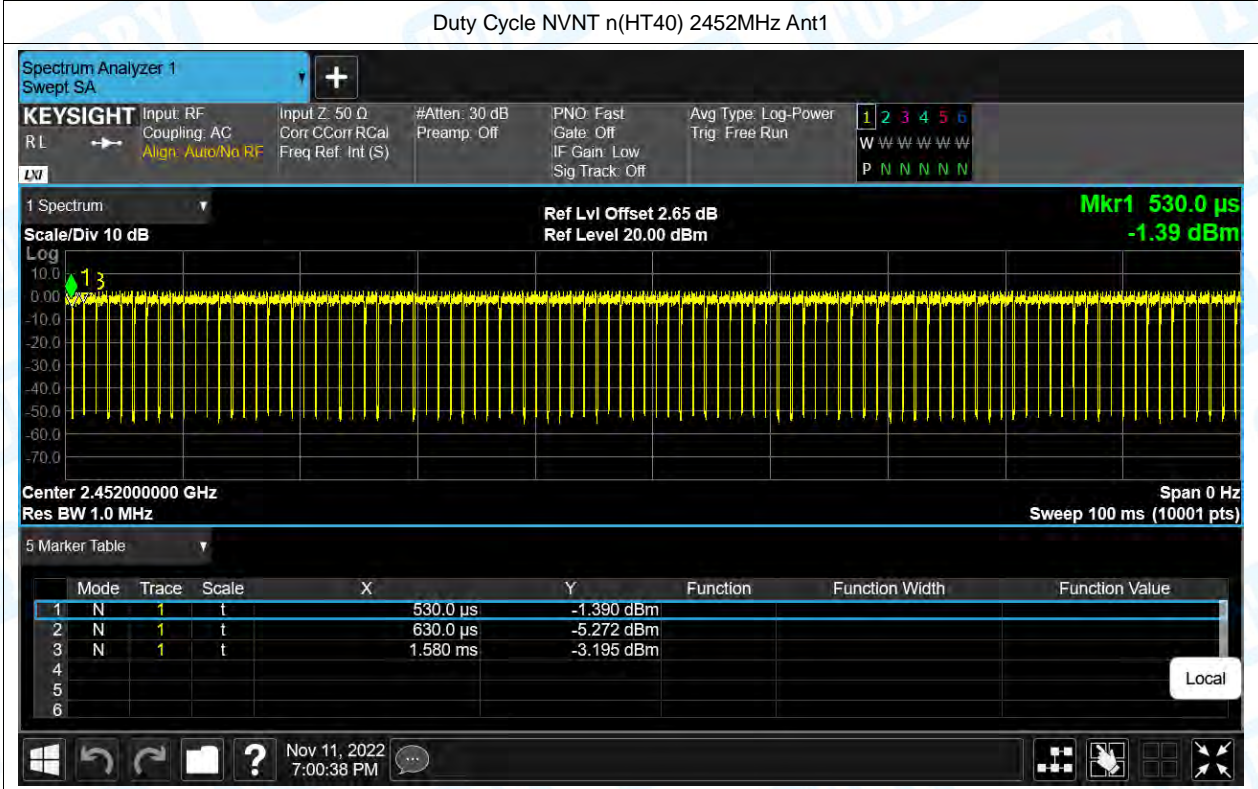 Duty Cycle NVNT n(HT40) 2452MHz Ant1
Spectrum Analyzer 1
Swept SA
+
KEYSIGHT Input: RF Input Z: 50 Ω #Atten: 30 dB PNO: Fast Avg Type: Log-Power 1 2 3 4 5 6
RL Coupling: AC Corr CCorr RCal Preamp: Off Gate: Off Trig: Free Run W W W W W W
Align: Auto/No RF Freq Ref: Int (S) IF Gain: Low P N N N N N
LXI Sig Track: Off
1 Spectrum Ref Lvl Offset 2.65 dB Mkr1 530.0 µs
Scale/Div 10 dB Ref Level 20.00 dBm -1.39 dBm
Log
10.0 1 3
0.00
-10.0
-20.0
-30.0
-40.0
-50.0
-60.0
-70.0
Center 2.452000000 GHz Span 0 Hz
Res BW 1.0 MHz Sweep 100 ms (10001 pts)
5 Marker Table
Mode Trace Scale X Y Function Function Width Function Value
1 N 1 t 530.0 µs -1.390 dBm
2 N 1 t 630.0 µs -5.272 dBm
3 N 1 t 1.580 ms -3.195 dBm
4
5
6
Local
? Nov 11, 2022
7:00:38 PM